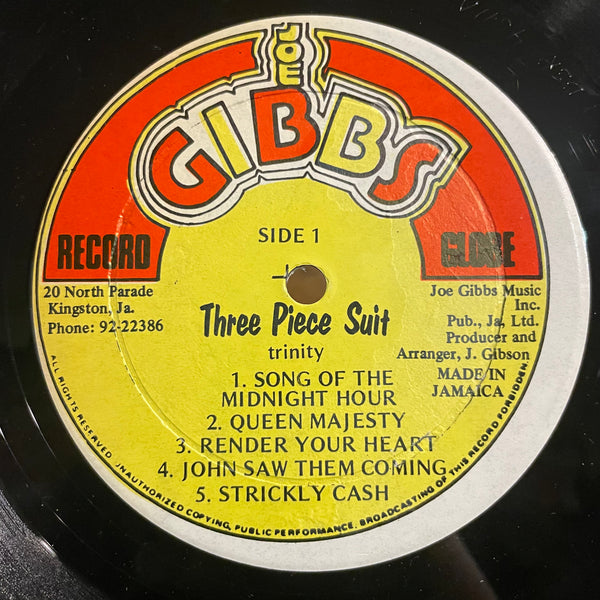 JOE
GIBBS
RECORD
GLOBE
SIDE 1
20 North Parade
Kingston, Ja.
Phone: 92-22386
Joe Gibbs Music
Inc.
Pub., Ja, Ltd.
Producer and
Arranger, J. Gibson
MADE IN
JAMAICA
Three Piece Suit
trinity
1. SONG OF THE
MIDNIGHT HOUR
2. QUEEN MAJESTY
3. RENDER YOUR HEART
4. JOHN SAW THEM COMING
5. STRICKLY CASH
ALL RIGHTS RESERVED. UNAUTHORIZED COPYING, PUBLIC PERFORMANCE, BROADCASTING OF THIS RECORD FORBIDDEN.